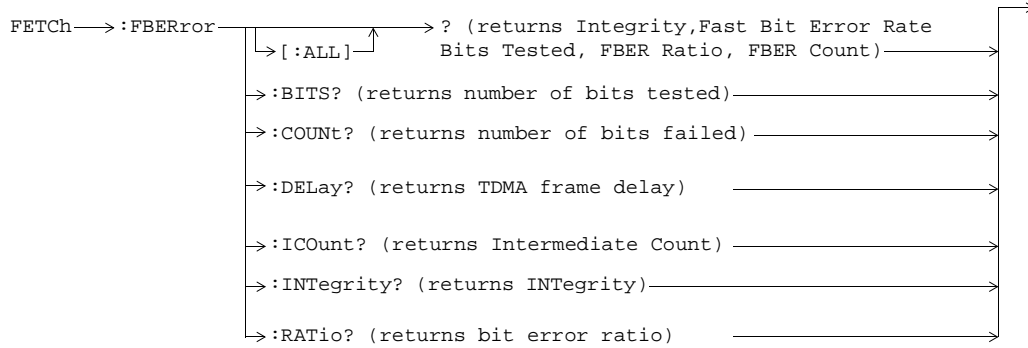 FETCh :FBERror ? (returns Integrity,Fast Bit Error Rate
[:ALL] Bits Tested, FBER Ratio, FBER Count)
:BITS? (returns number of bits tested)
:COUNt? (returns number of bits failed)
:DELay? (returns TDMA frame delay)
:ICOunt? (returns Intermediate Count)
:INTegrity? (returns INTegrity)
:RATio? (returns bit error ratio)